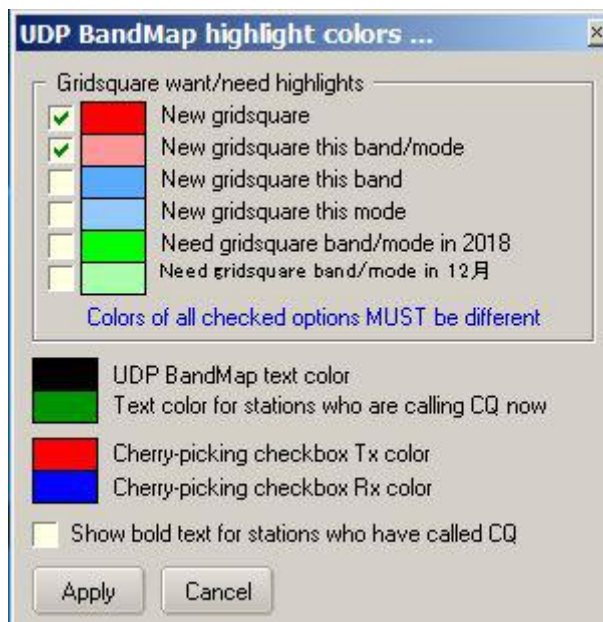 UDP BandMap highlight colors ...
Gridsquare want/need highlights
New gridsquare
New gridsquare this band/mode
New gridsquare this band
New gridsquare this mode
Need gridsquare band/mode in 2018
Need gridsquare band/mode in 12月
Colors of all checked options MUST be different
UDP BandMap text color
Text color for stations who are calling CQ now
Cherry-picking checkbox Tx color
Cherry-picking checkbox Rx color
Show bold text for stations who have called CQ
Apply Cancel